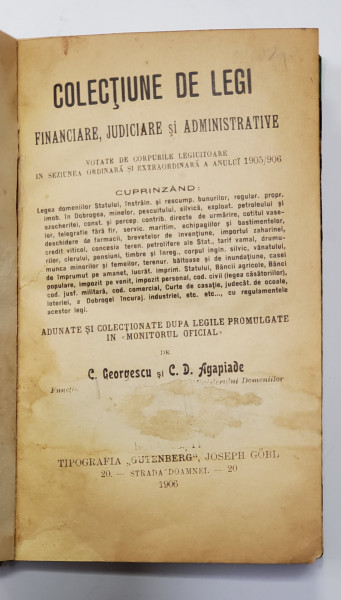 COLECŢIUNE DE LEGI
FINANCIARE, JUDICIARE şi ADMINISTRATIVE
VOTATE DE CORPURILE LEGIUITOARE
IN SEZIUNEA ORDINARĂ ŞI EXTRAORDINARĂ A ANULUI 1905/906
CUPRINZÂND:
Legea domeniilor Statului, înstrăin. şi rescump. bunurilor, regular. propr.
imob. în Dobrogea, minelor, pescuitului, silvică, exploat. petroleului şi
ozocheritei, const. şi percep. contrib. directe de urmărire, cotitul vase-
lor, telegrafie fără fir, servic. maritim, echipagiilor şi bastimentelor,
deschidere da farmacii, brevetelor de invenţiune, importul zaharinei,
credit viticol, concesia teren. petrolifere ale Stat., tarif vamal, drumu-
rilor, clerului, pensiuni, timbre şi înreg., corpul ingin. silvic, vânatului,
munca minorilor şi femeilor, terenur. băltoase şi de inundaţiune, casei
de împrumut pe amanet, lucrăt. imprim. Statului, Băncii agricole, Bănci
populare, impozit pe venit, impozit personal, cod. civil (legea căsătoriilor),
cod. jusf. militară, cod. comercial, Curte de casaţie, judecăt. de ocoale,
loteriei, a Dobrogei încuraj. industriei, etc. etc..., cu regulamentele
acestor legi.
ADUNATE ŞI COLECŢIONATE DUPA LEGILE PROMULGATE
IN «MONITORUL OFICIAL»
DE
C. Georgescu şi C. D. Agapiade
Domeniilor
TIPOGRAFIA „GUTENBERG", JOSEPH GÖBL
20. — STRADA DOAMNEI — 20
1906